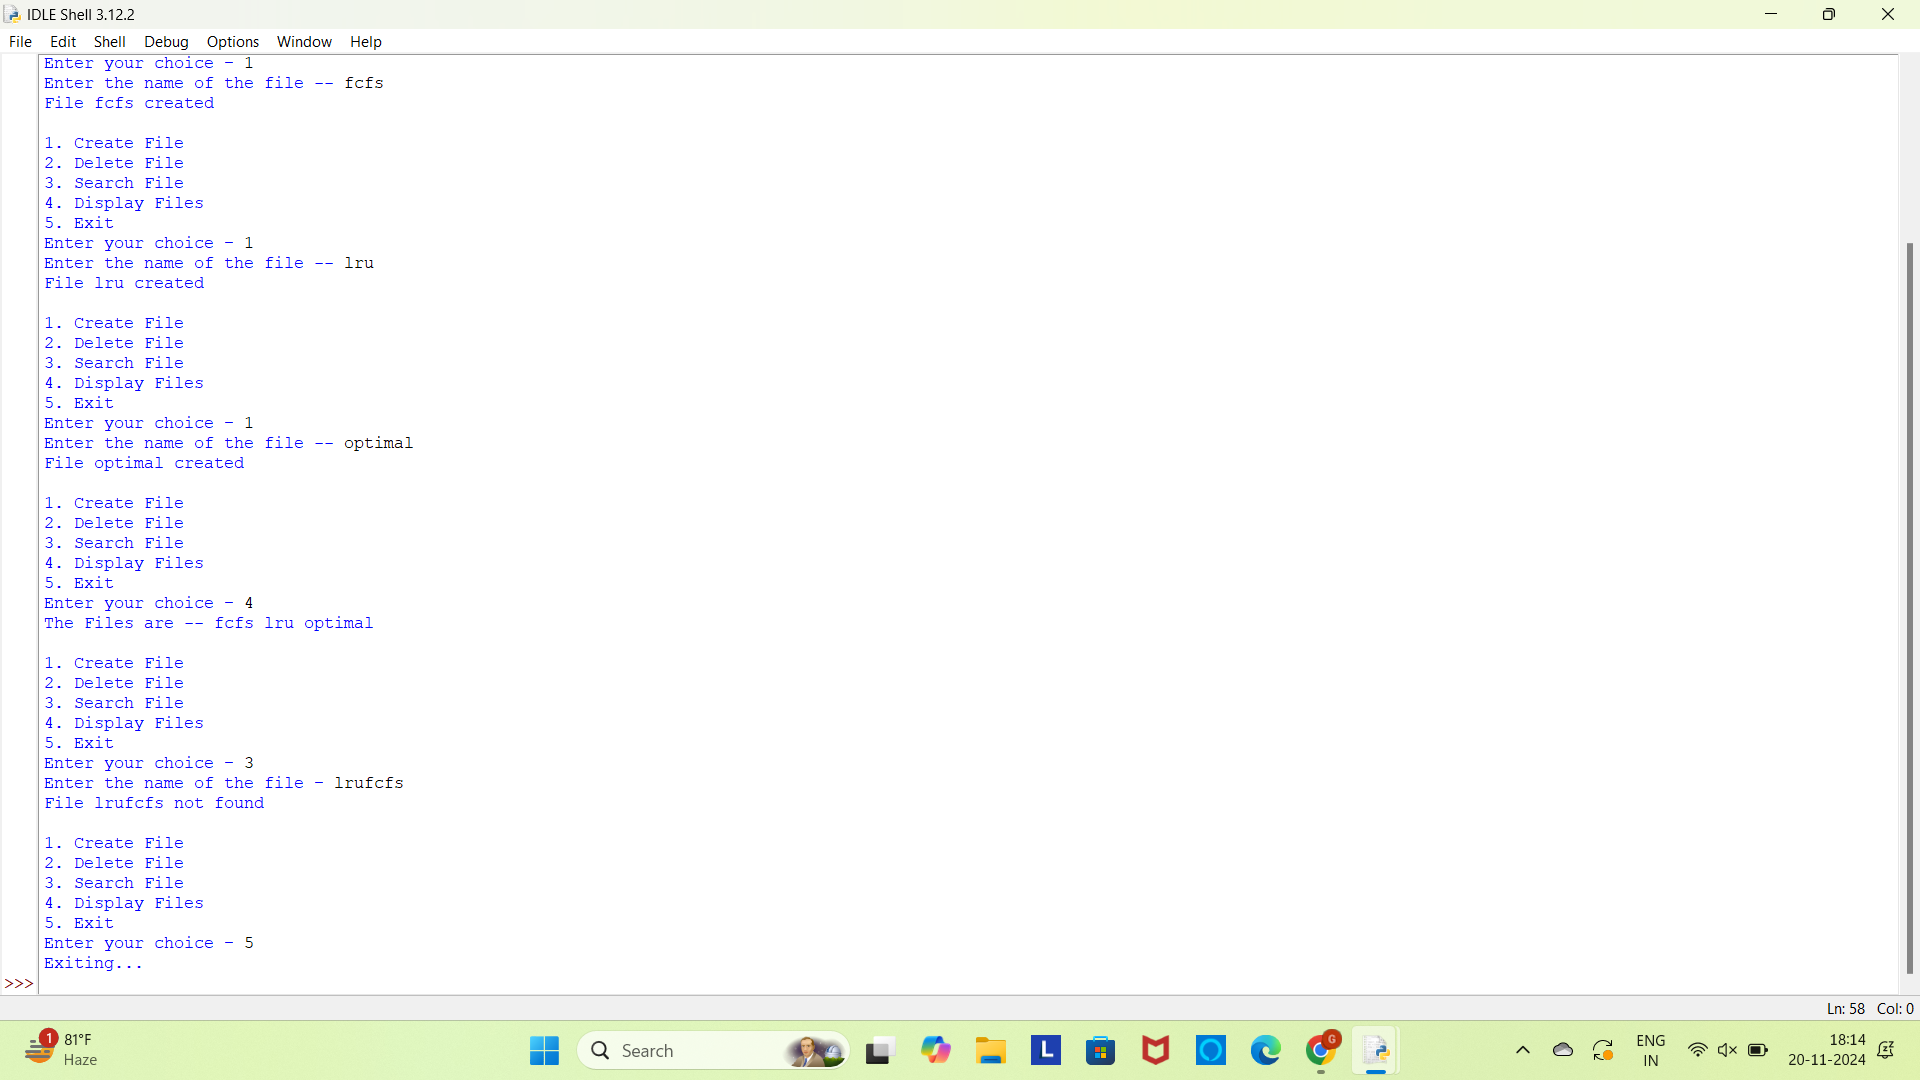 IDLE Shell 3.12.2
File Edit Shell Debug Options Window Help
Enter your choice - 1
Enter the name of the file -- fcfs
File fcfs created
1. Create File
2. Delete File
3. Search File
4. Display Files
5. Exit
Enter your choice - 1
Enter the name of the file -- lru
File lru created
1. Create File
2. Delete File
3. Search File
4. Display Files
5. Exit
Enter your choice - 1
Enter the name of the file -- optimal
File optimal created
1. Create File
2. Delete File
3. Search File
4. Display Files
5. Exit
Enter your choice - 4
The Files are -- fcfs lru optimal
1. Create File
2. Delete File
3. Search File
4. Display Files
5. Exit
Enter your choice - 3
Enter the name of the file - lrufcfs
File lrufcfs not found
1. Create File
2. Delete File
3. Search File
4. Display Files
5. Exit
Enter your choice - 5
Exiting...
>>>
Ln: 58 Col: 0
1 81°F
Haze
Search
L
G
ENG
IN
18:14
20-11-2024